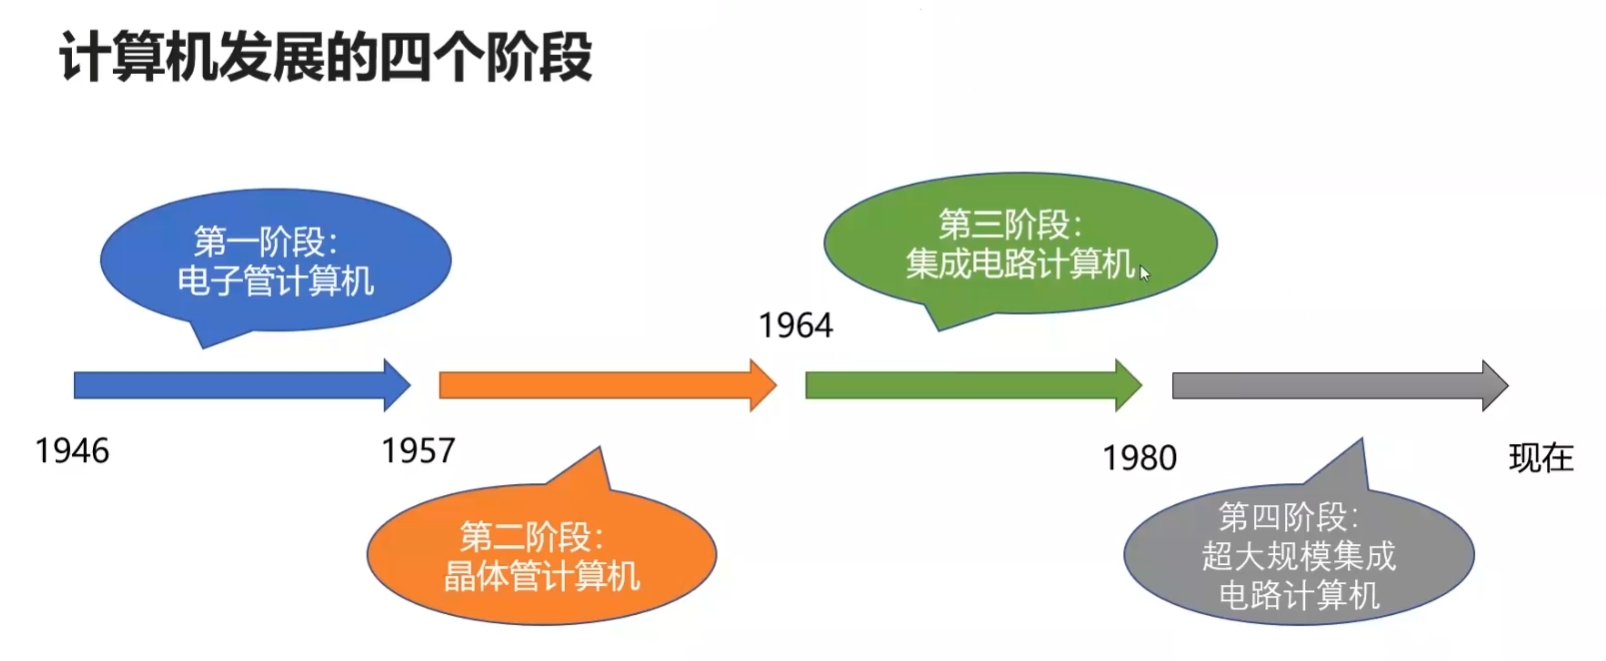 计算机发展的四个阶段
第一阶段：
电子管计算机
第三阶段：
集成电路计算机
1964
1946
1957
1980
现在
第二阶段：
晶体管计算机
第四阶段：
超大规模集成
电路计算机